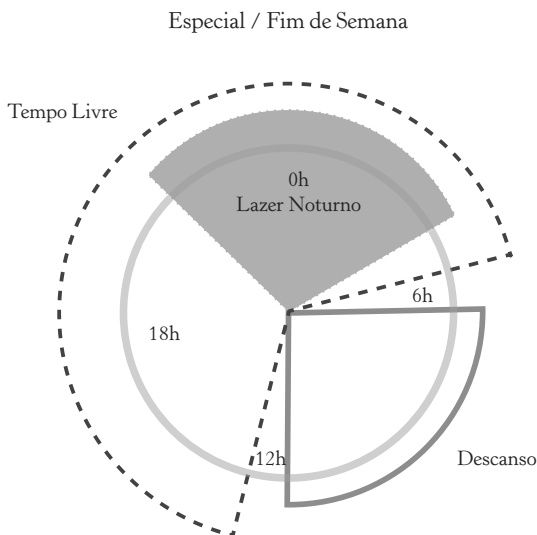 Especial / Fim de Semana
Tempo Livre
0h
Lazer Noturno
6h
18h
12h
Descanso